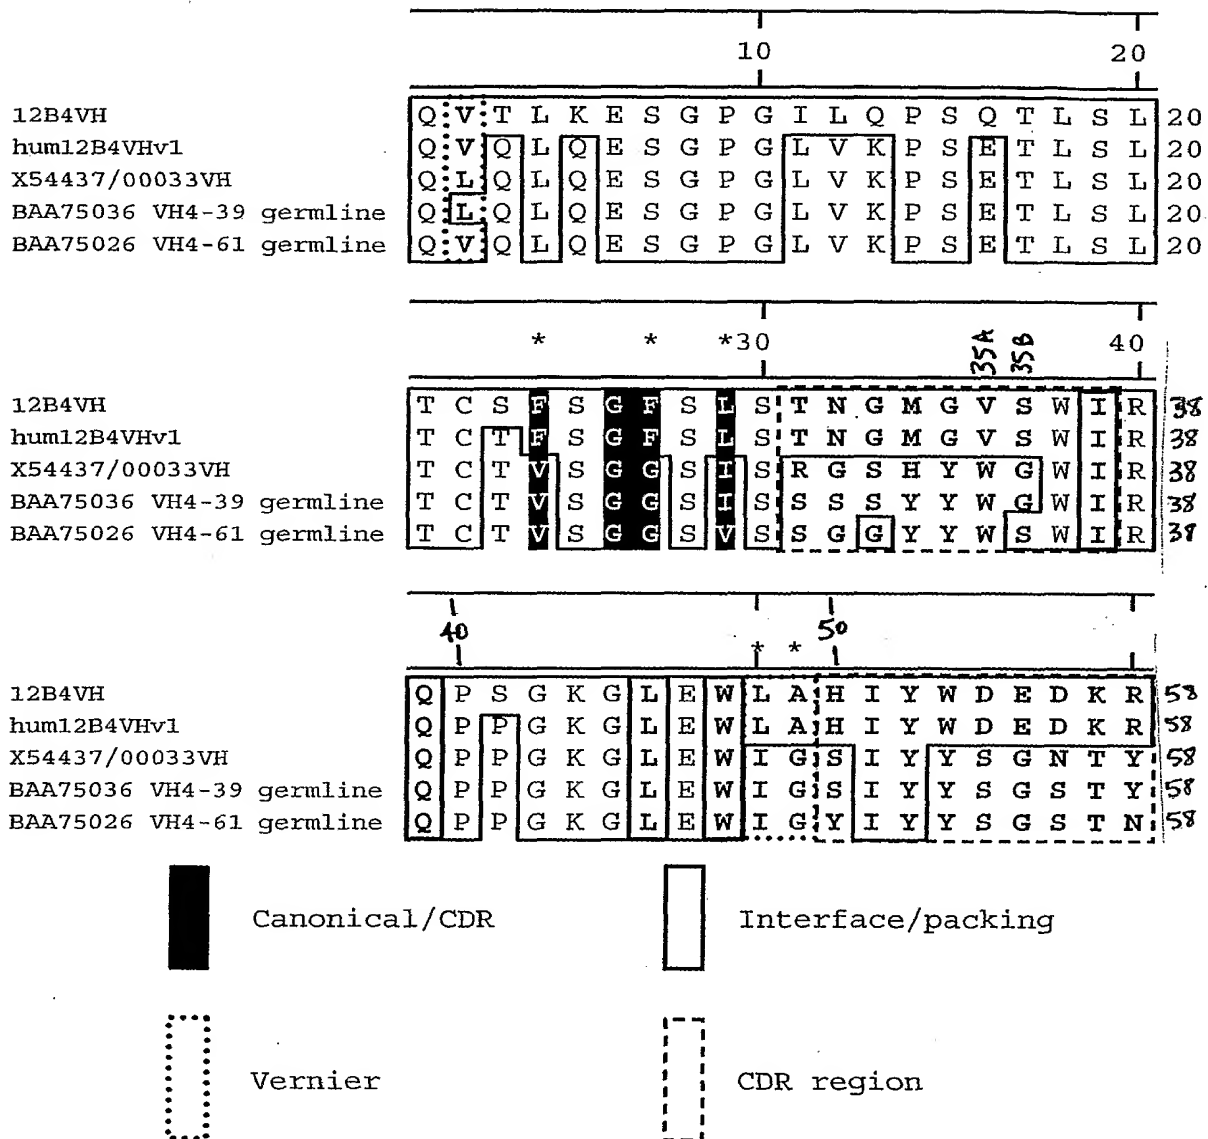 10 20
12B4VH Q V T L K E S G P G I L Q P S Q T L S L 20
hum12B4VHv1 Q V Q L Q E S G P G L V K P S E T L S L 20
X54437/00033VH Q L Q L Q E S G P G L V K P S E T L S L 20
BAA75036 VH4-39 germline Q L Q L Q E S G P G L V K P S E T L S L 20
BAA75026 VH4-61 germline Q V Q L Q E S G P G L V K P S E T L S L 20
* * *30 35A 35B 40
12B4VH T C S F S G F S L S T N G M G V S W I R 38
hum12B4VHv1 T C T F S G F S L S T N G M G V S W I R 38
X54437/00033VH T C T V S G G S I S R G S H Y W G W I R 38
BAA75036 VH4-39 germline T C T V S G G S I S S S S Y Y W G W I R 38
BAA75026 VH4-61 germline T C T V S G G S V S S G G Y Y W S W I R 38
40 * * 50
12B4VH Q P S G K G L E W L A H I Y W D E D K R 58
hum12B4VHv1 Q P P G K G L E W L A H I Y W D E D K R 58
X54437/00033VH Q P P G K G L E W I G S I Y Y S G N T Y 58
BAA75036 VH4-39 germline Q P P G K G L E W I G S I Y Y S G S T Y 58
BAA75026 VH4-61 germline Q P P G K G L E W I G Y I Y Y S G S T N 58
Canonical/CDR Interface/packing
Vernier CDR region